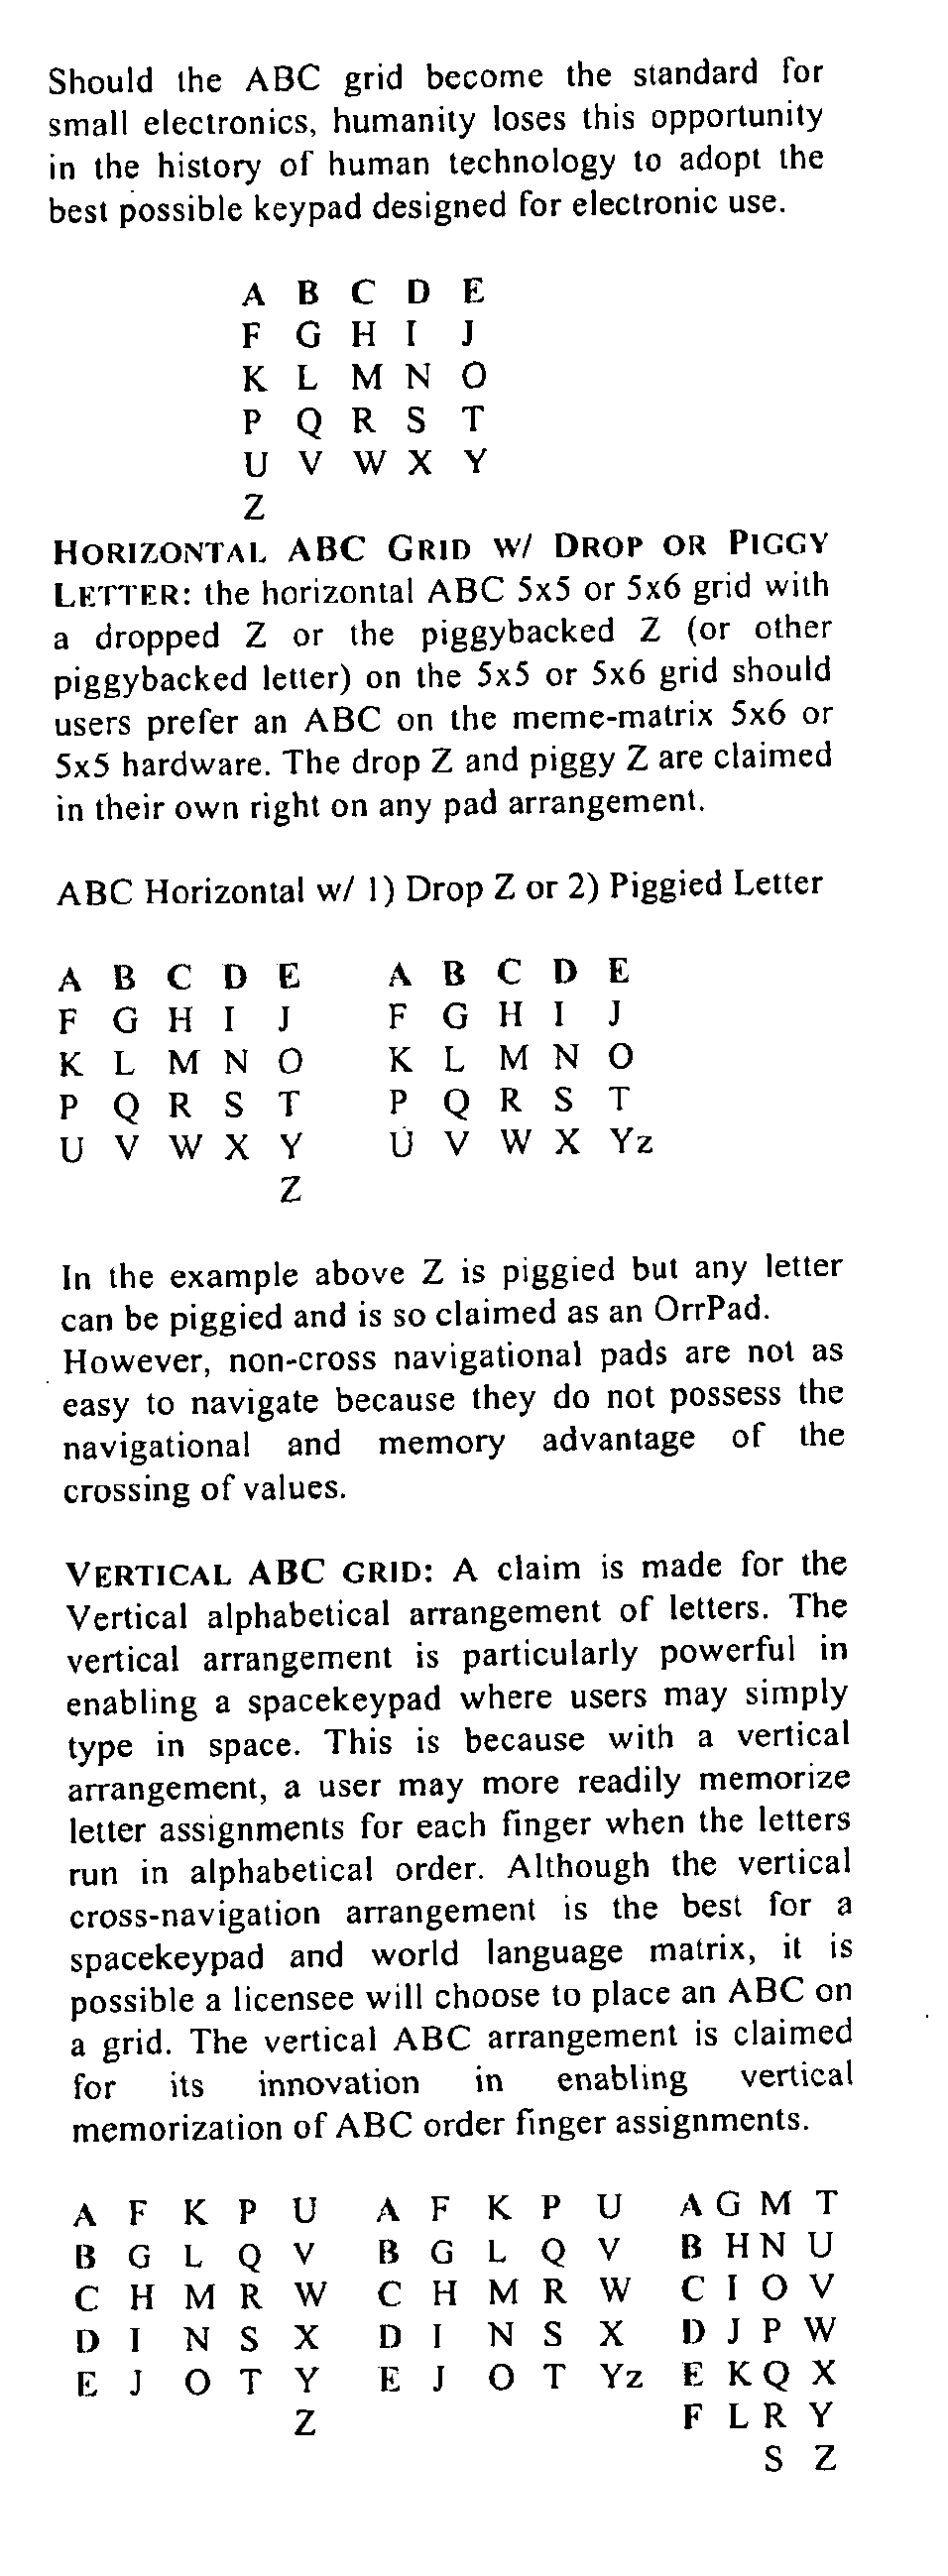 Should the ABC grid become the standard for
small electronics, humanity loses this opportunity
in the history of human technology to adopt the
best possible keypad designed for electronic use.

A B C D E
F G H I J
K L M N O
P Q R S T
U V W X Y
Z
HORIZONTAL ABC GRID W/ DROP OR PIGGY
LETTER: the horizontal ABC 5x5 or 5x6 grid with
a dropped Z or the piggybacked Z (or other
piggybacked letter) on the 5x5 or 5x6 grid should
users prefer an ABC on the meme-matrix 5x6 or
5x5 hardware. The drop Z and piggy Z are claimed
in their own right on any pad arrangement.

ABC Horizontal w/ 1) Drop Z or 2) Piggied Letter

A B C D E A B C D E
F G H I J F G H I J
K L M N O K L M N O
P Q R S T P Q R S T
U V W X Y U V W X Yz
Z

In the example above Z is piggied but any letter
can be piggied and is so claimed as an OrrPad.
However, non-cross navigational pads are not as
easy to navigate because they do not possess the
navigational and memory advantage of the
crossing of values.

VERTICAL ABC GRID: A claim is made for the
Vertical alphabetical arrangement of letters. The
vertical arrangement is particularly powerful in
enabling a spacekeypad where users may simply
type in space. This is because with a vertical
arrangement, a user may more readily memorize
letter assignments for each finger when the letters
run in alphabetical order. Although the vertical
cross-navigation arrangement is the best for a
spacekeypad and world language matrix, it is
possible a licensee will choose to place an ABC on
a grid. The vertical ABC arrangement is claimed
for its innovation in enabling vertical
memorization of ABC order finger assignments.

A F K P U A F K P U A G M T
B G L Q V B G L Q V B H N U
C H M R W C H M R W C I O V
D I N S X D I N S X D J P W
E J O T Y E J O T Yz E K Q X
Z F L R Y
S Z